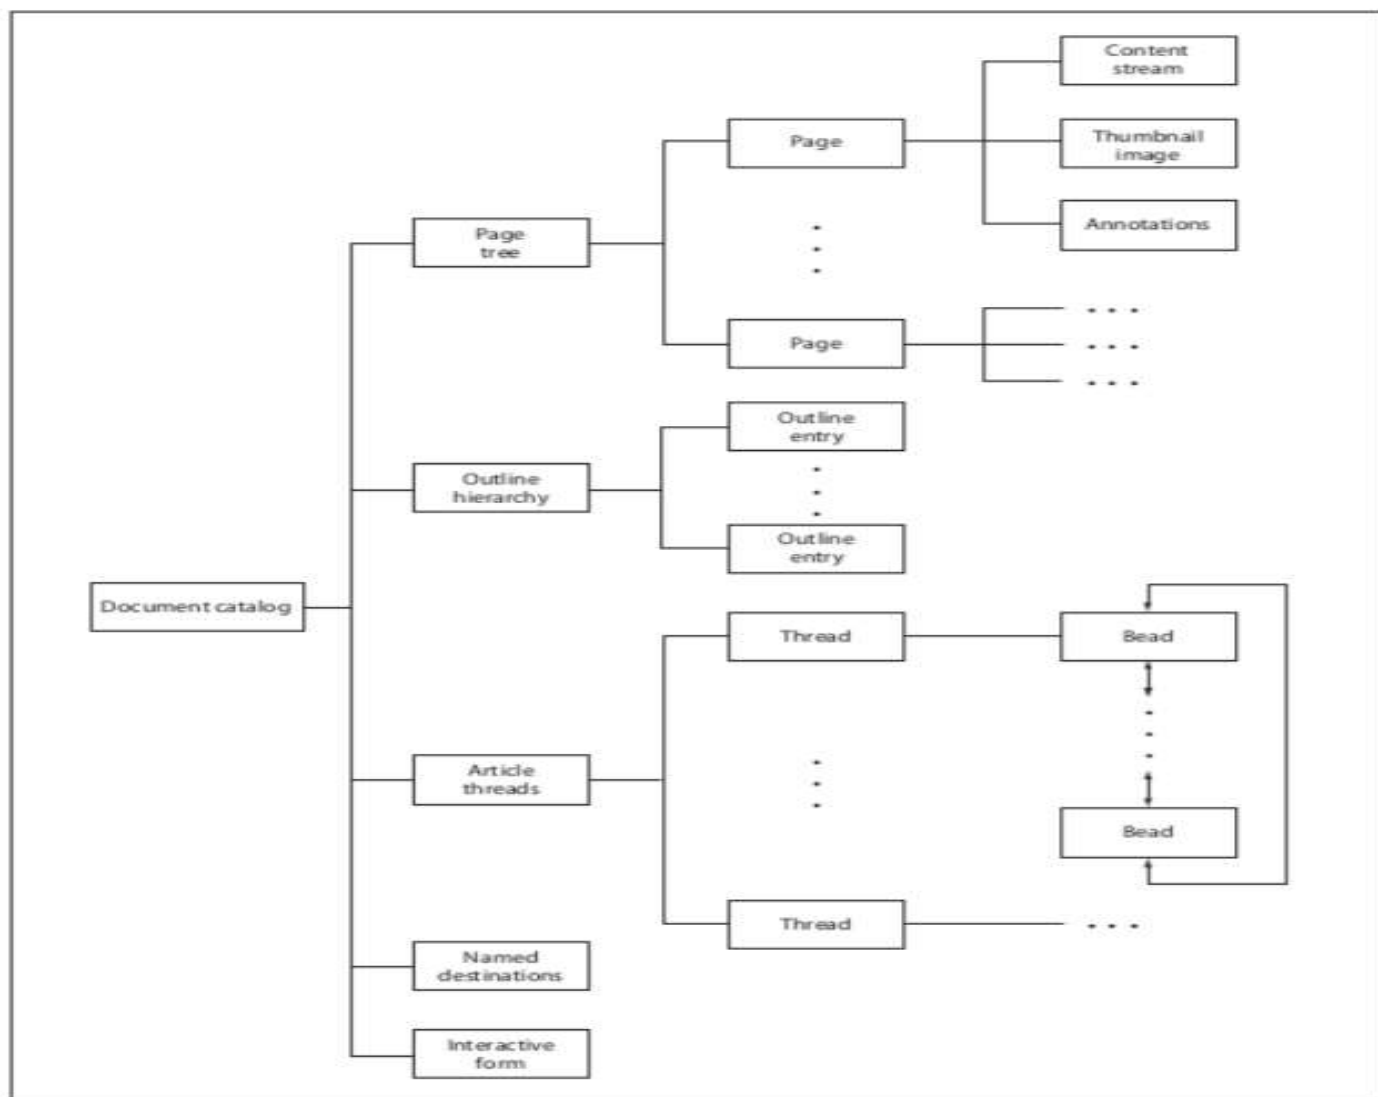 Content
stream
Page
Thumbnail
image
Annotations
Page
tree
Page
Outline
entry
Outline
hierarchy
Outline
entry
Document catalog
Thread
Bead
Article
threads
Bead
Thread
Named
destinations
Interactive
form